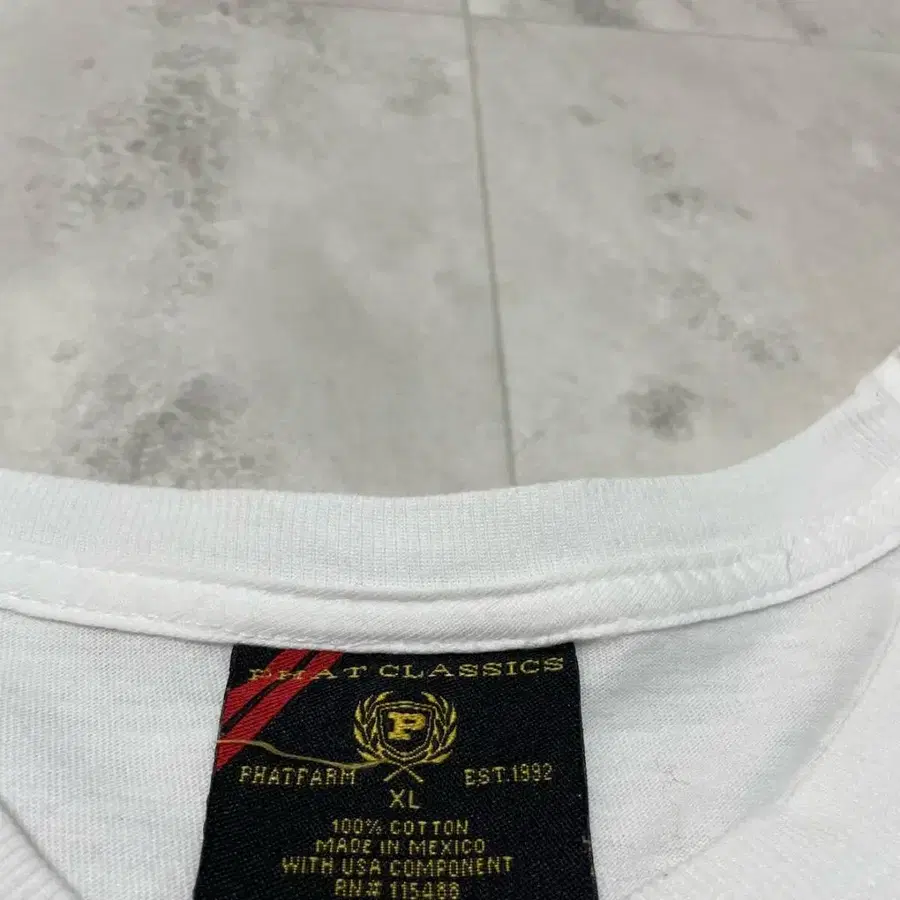 PHAT CLASSICS
P
PHATFARM EST.1992
XL
100% COTTON
MADE IN MEXICO
WITH USA COMPONENT
RN# 115488